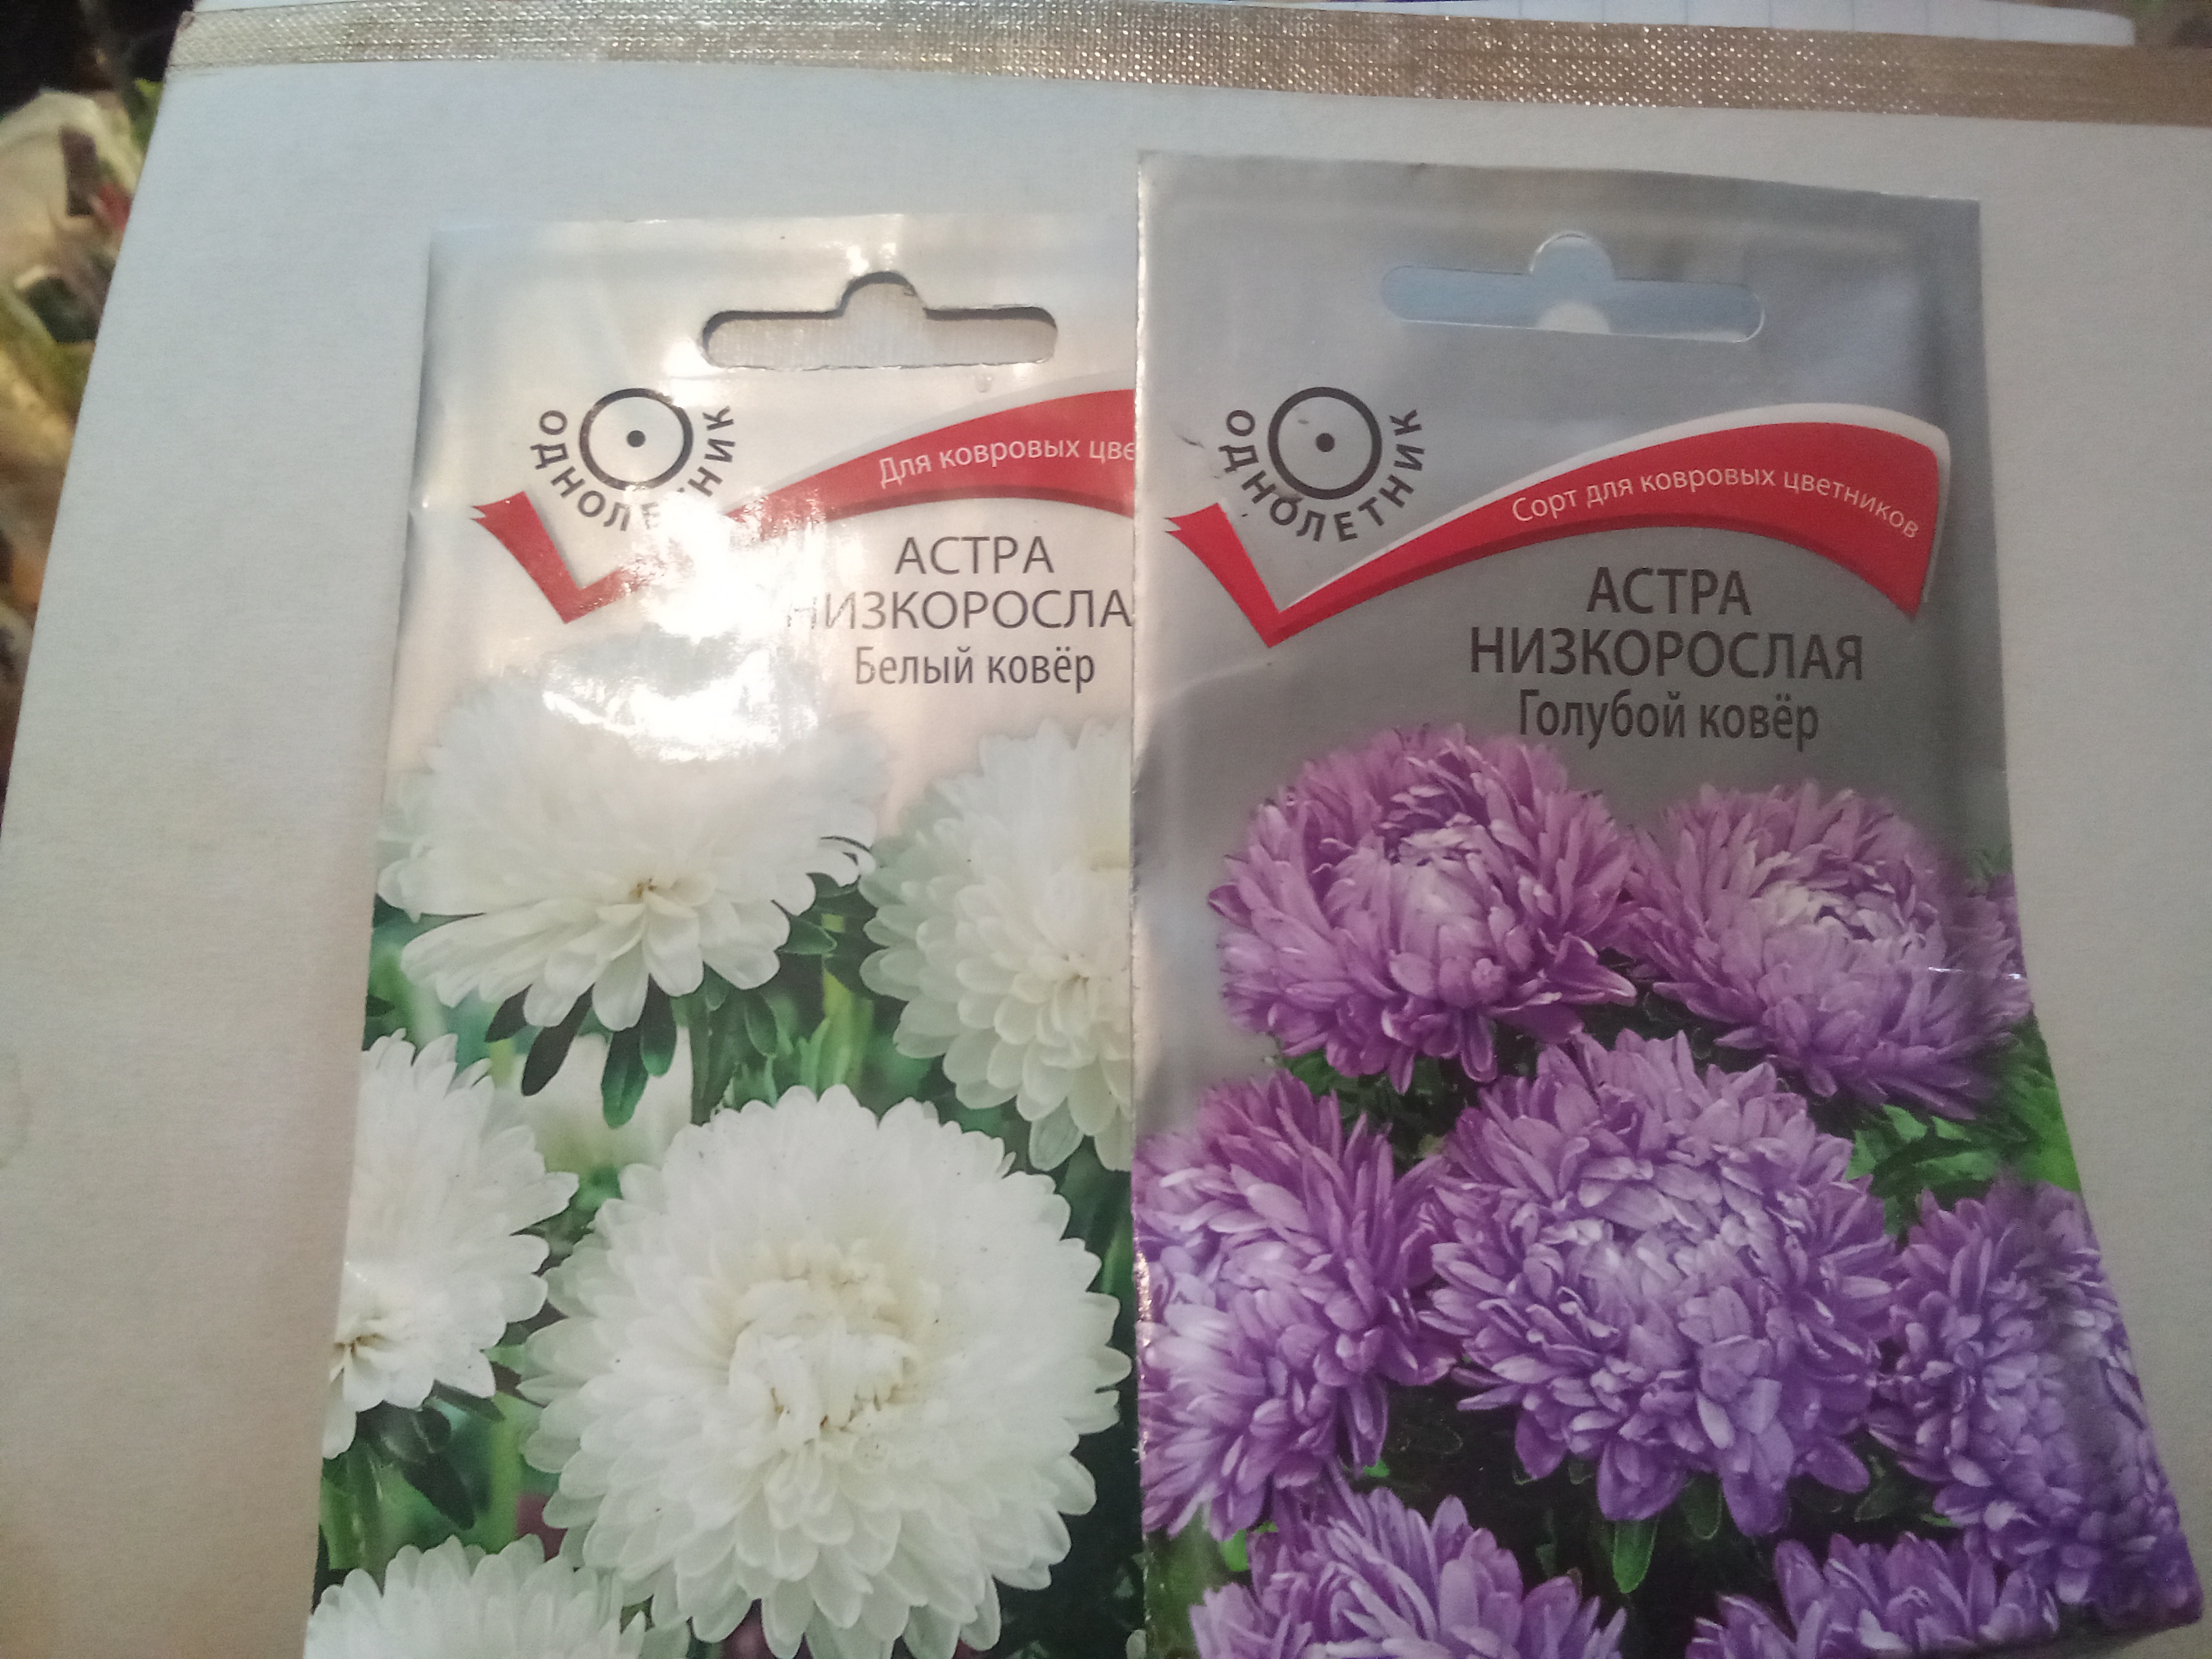 ОДНОЛЕТНИК
Для ковровых цве
АСТРА
НИЗКОРОСЛА
Белый ковёр
ОДНОЛЕТНИК
Сорт для ковровых цветников
АСТРА
НИЗКОРОСЛАЯ
Голубой ковёр